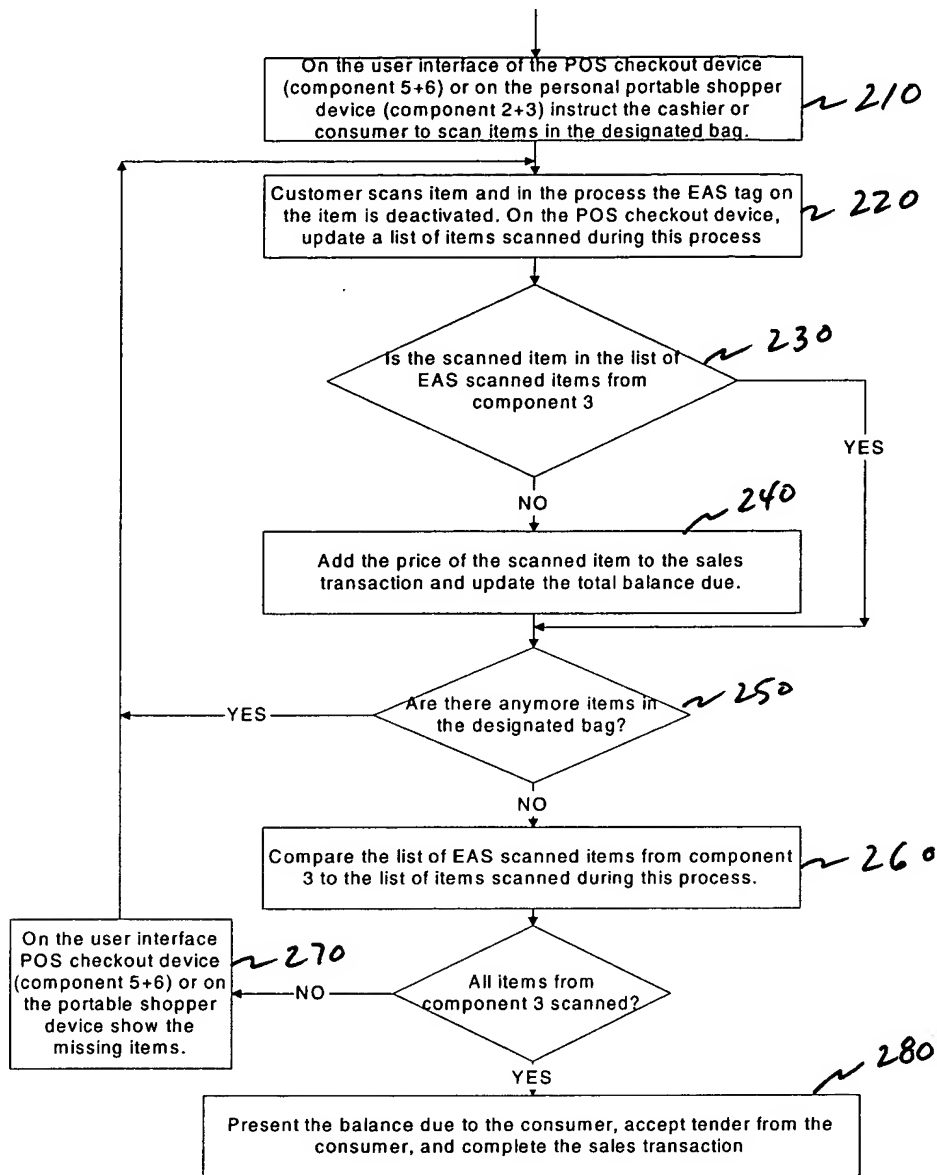 On the user interface of the POS checkout device
(component 5+6) or on the personal portable shopper
device (component 2+3) instruct the cashier or
consumer to scan items in the designated bag.
210
Customer scans item and in the process the EAS tag on
the item is deactivated. On the POS checkout device,
update a list of items scanned during this process
220
Is the scanned item in the list of
EAS scanned items from
component 3
230
YES
NO
240
Add the price of the scanned item to the sales
transaction and update the total balance due.
Are there anymore items in
the designated bag?
250
YES
NO
Compare the list of EAS scanned items from component
3 to the list of items scanned during this process.
260
On the user interface
POS checkout device
(component 5+6) or on
the portable shopper
device show the
missing items.
270
NO
All items from
component 3 scanned?
YES
280
Present the balance due to the consumer, accept tender from the
consumer, and complete the sales transaction